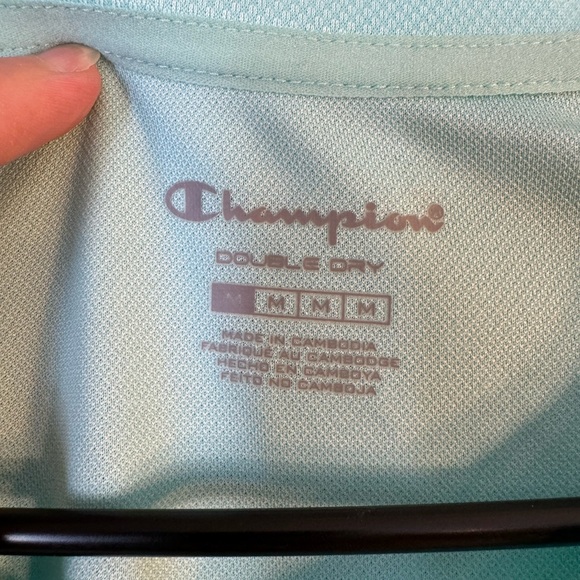 Champion®
DOUBLE DRY
M M M M
MADE IN CAMBODIA
FABRIQUÉ AU CAMBODGE
HECHO EN CAMBOYA
FEITO NO CAMBOJA